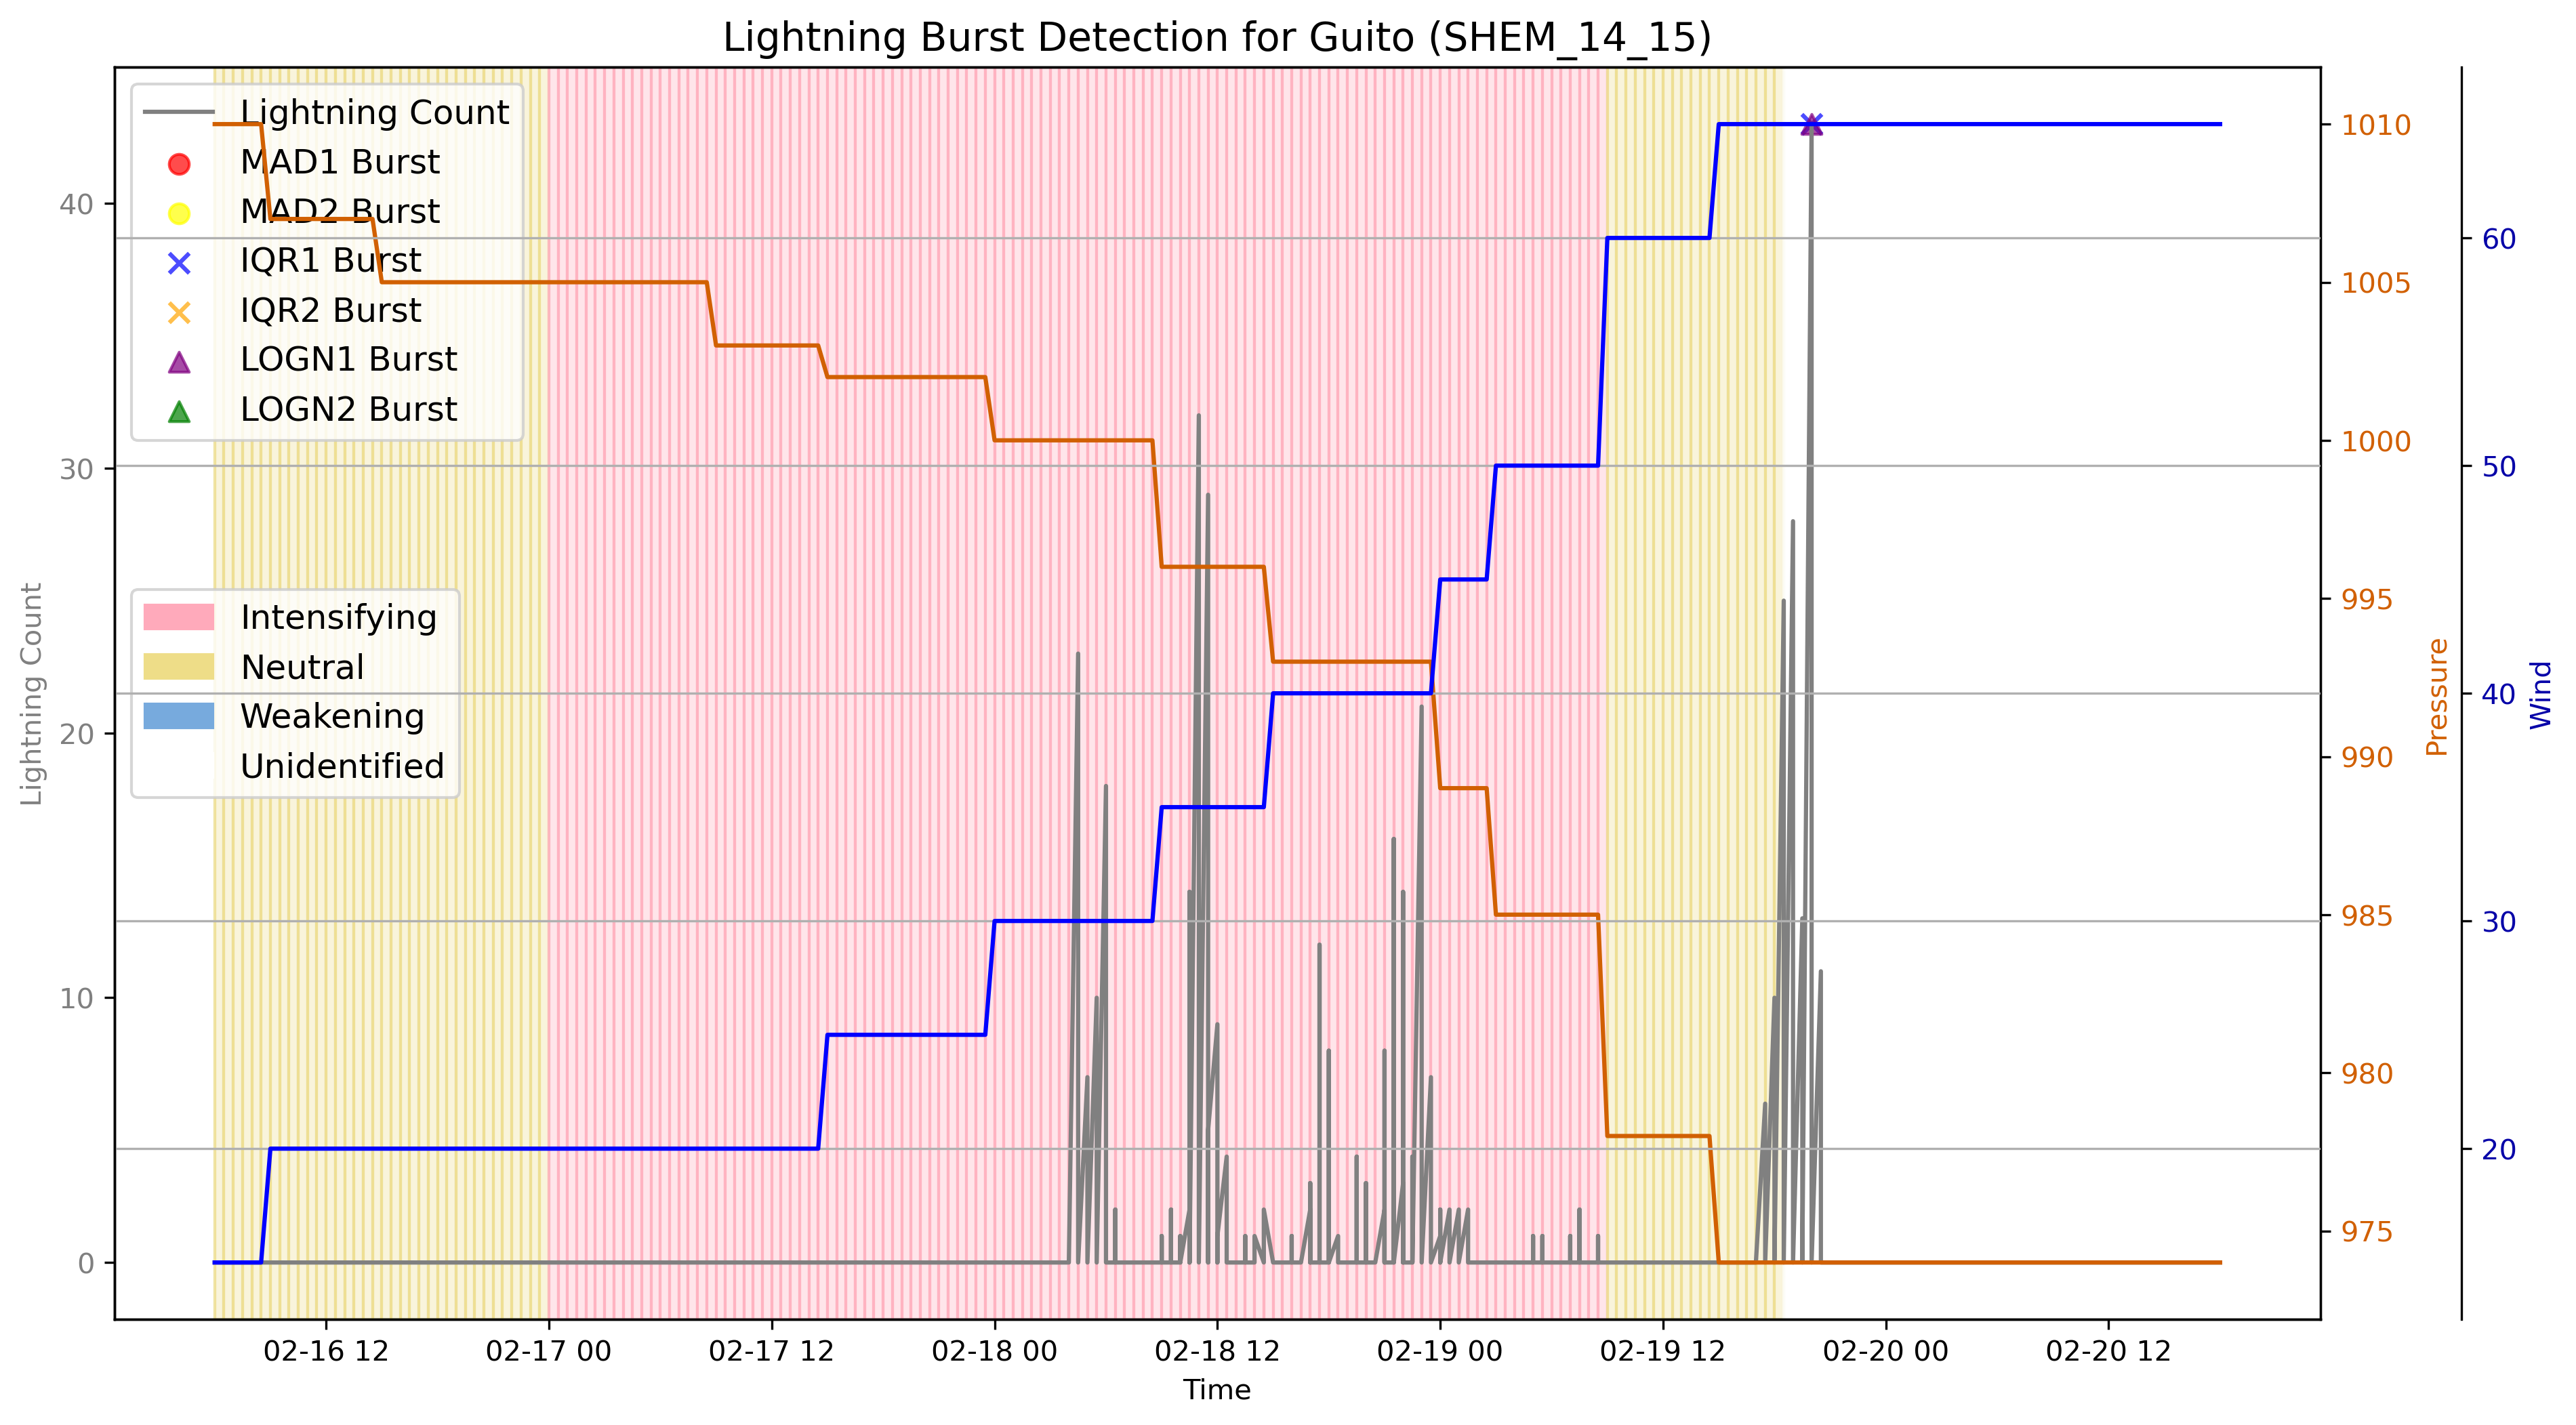 Lightning Burst Detection for Guito (SHEM_14_15)
Lightning Count
MAD1 Burst
MAD2 Burst
IQR1 Burst
IQR2 Burst
LOGN1 Burst
LOGN2 Burst
Intensifying
Neutral
Weakening
Unidentified
Lightning Count
40
30
20
10
0
1010
1005
1000
995
990
985
980
975
Pressure
60
50
40
30
20
Wind
02-16 12
02-17 00
02-17 12
02-18 00
02-18 12
02-19 00
02-19 12
02-20 00
02-20 12
Time